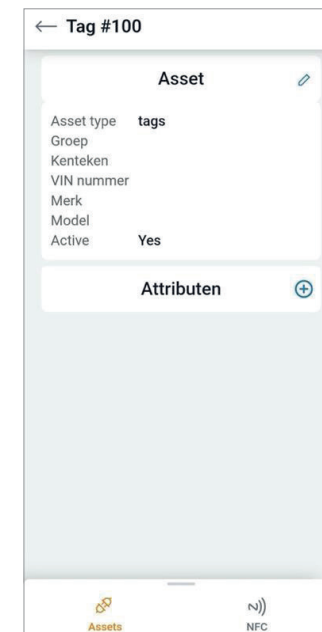 Tag #100
Asset
Asset type tags
Groep
Kenteken
VIN nummer
Merk
Model
Active Yes
Attributen
Assets
NFC